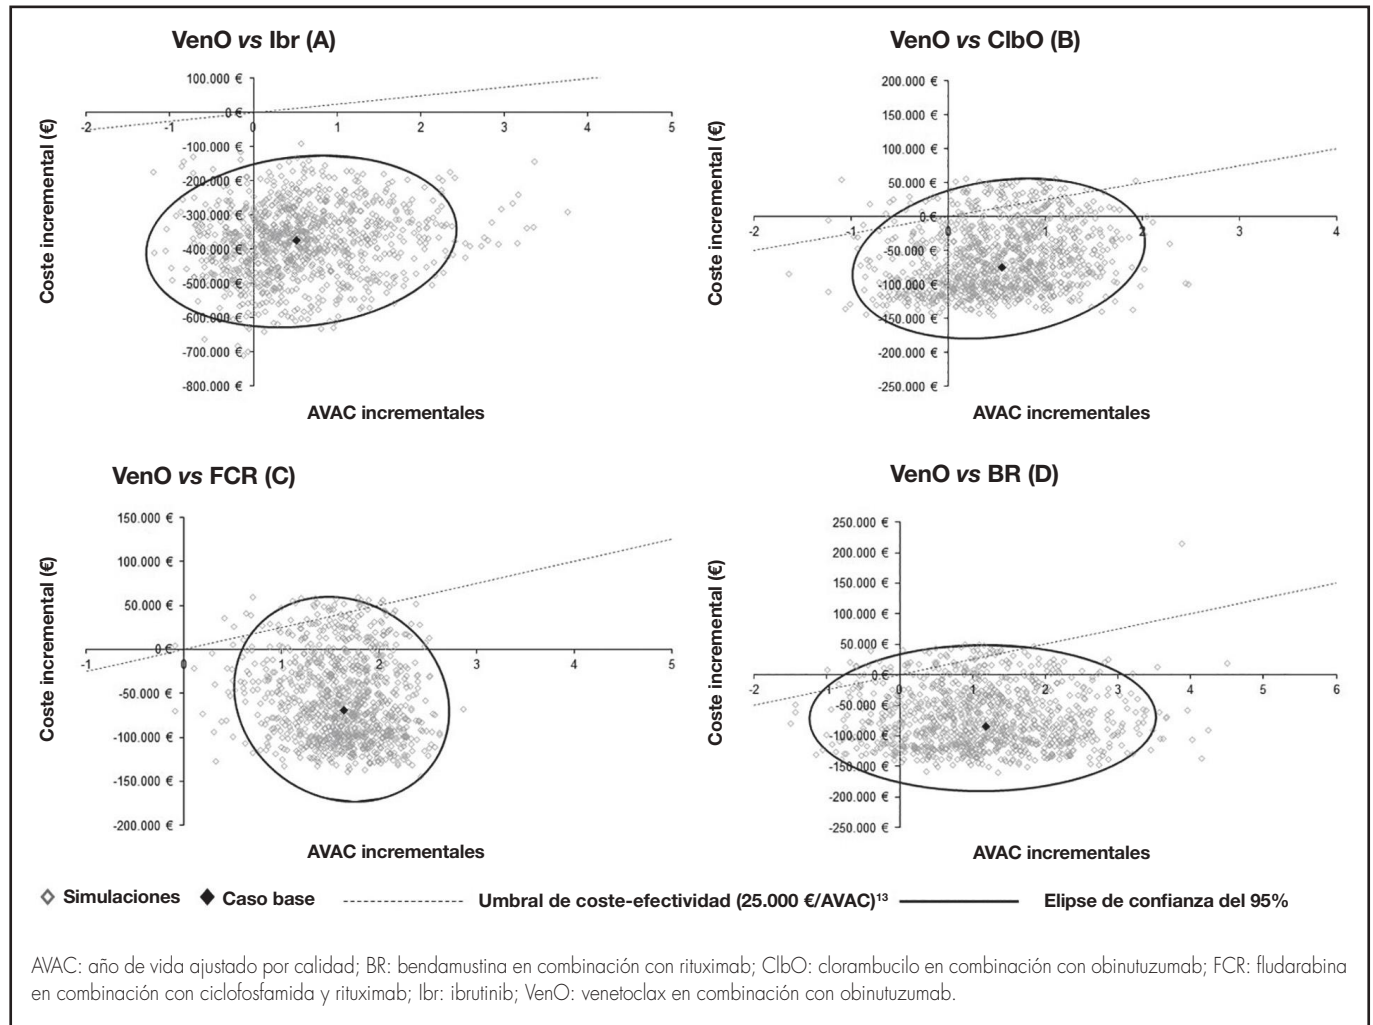 VenO vs Ibr (A)
100.000 €
0 €
-100.000 €
-200.000 €
-300.000 €
-400.000 €
-500.000 €
-600.000 €
-700.000 €
-800.000 €
-2 -1 0 1 2 3 4 5
Coste incremental (€)
AVAC incrementales
VenO vs ClbO (B)
200.000 €
150.000 €
100.000 €
50.000 €
0 €
-50.000 €
-100.000 €
-150.000 €
-200.000 €
-250.000 €
-2 -1 0 1 2 3 4
Coste incremental (€)
AVAC incrementales
VenO vs FCR (C)
150.000 €
100.000 €
50.000 €
0 €
-50.000 €
-100.000 €
-150.000 €
-200.000 €
-1 0 1 2 3 4 5
Coste incremental (€)
AVAC incrementales
VenO vs BR (D)
250.000 €
200.000 €
150.000 €
100.000 €
50.000 €
0 €
-50.000 €
-100.000 €
-150.000 €
-200.000 €
-250.000 €
-2 -1 0 1 2 3 4 5 6
Coste incremental (€)
AVAC incrementales
Simulaciones Caso base Umbral de coste-efectividad (25.000 €/AVAC)¹³ Elipse de confianza del 95%
AVAC: año de vida ajustado por calidad; BR: bendamustina en combinación con rituximab; ClbO: clorambucilo en combinación con obinutuzumab; FCR: fludarabina
en combinación con ciclofosfamida y rituximab; Ibr: ibrutinib; VenO: venetoclax en combinación con obinutuzumab.